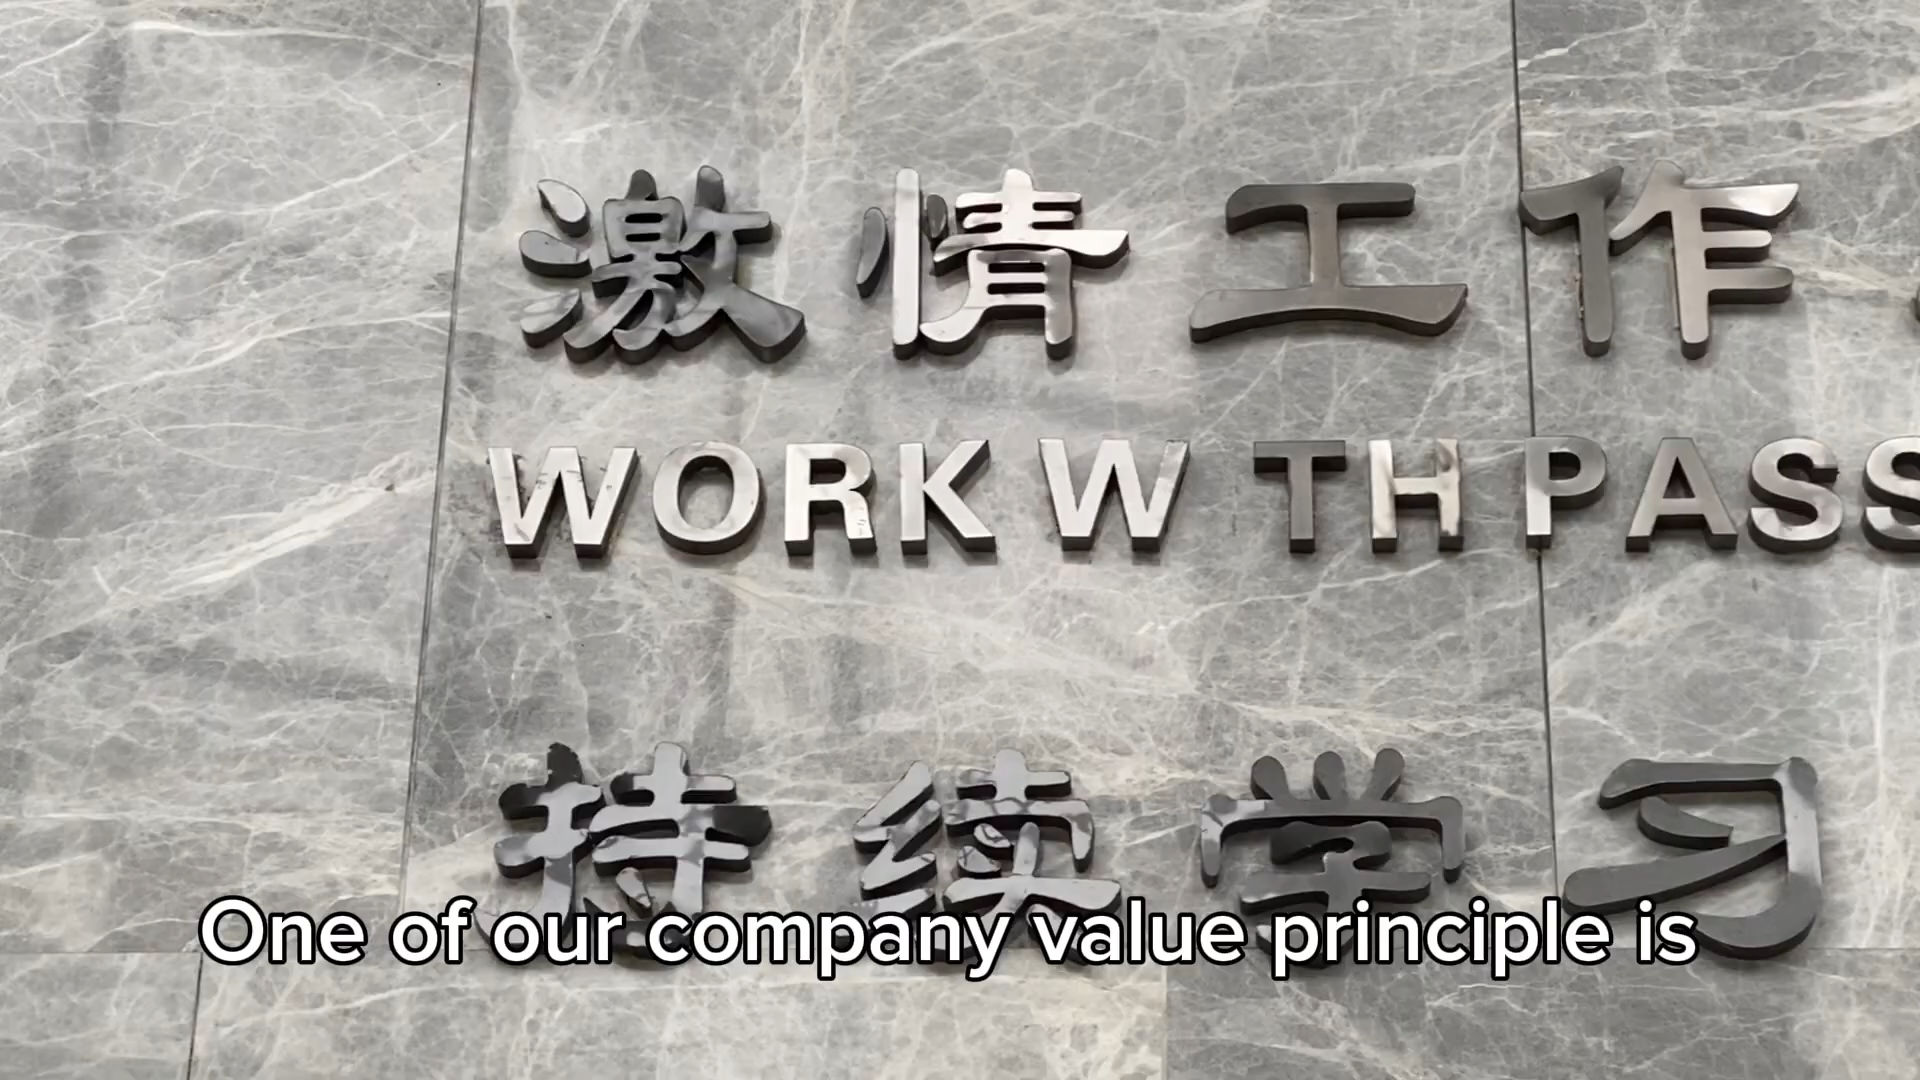 激情工作
WORK W TH PASS
持续学习
One of our company value principle is